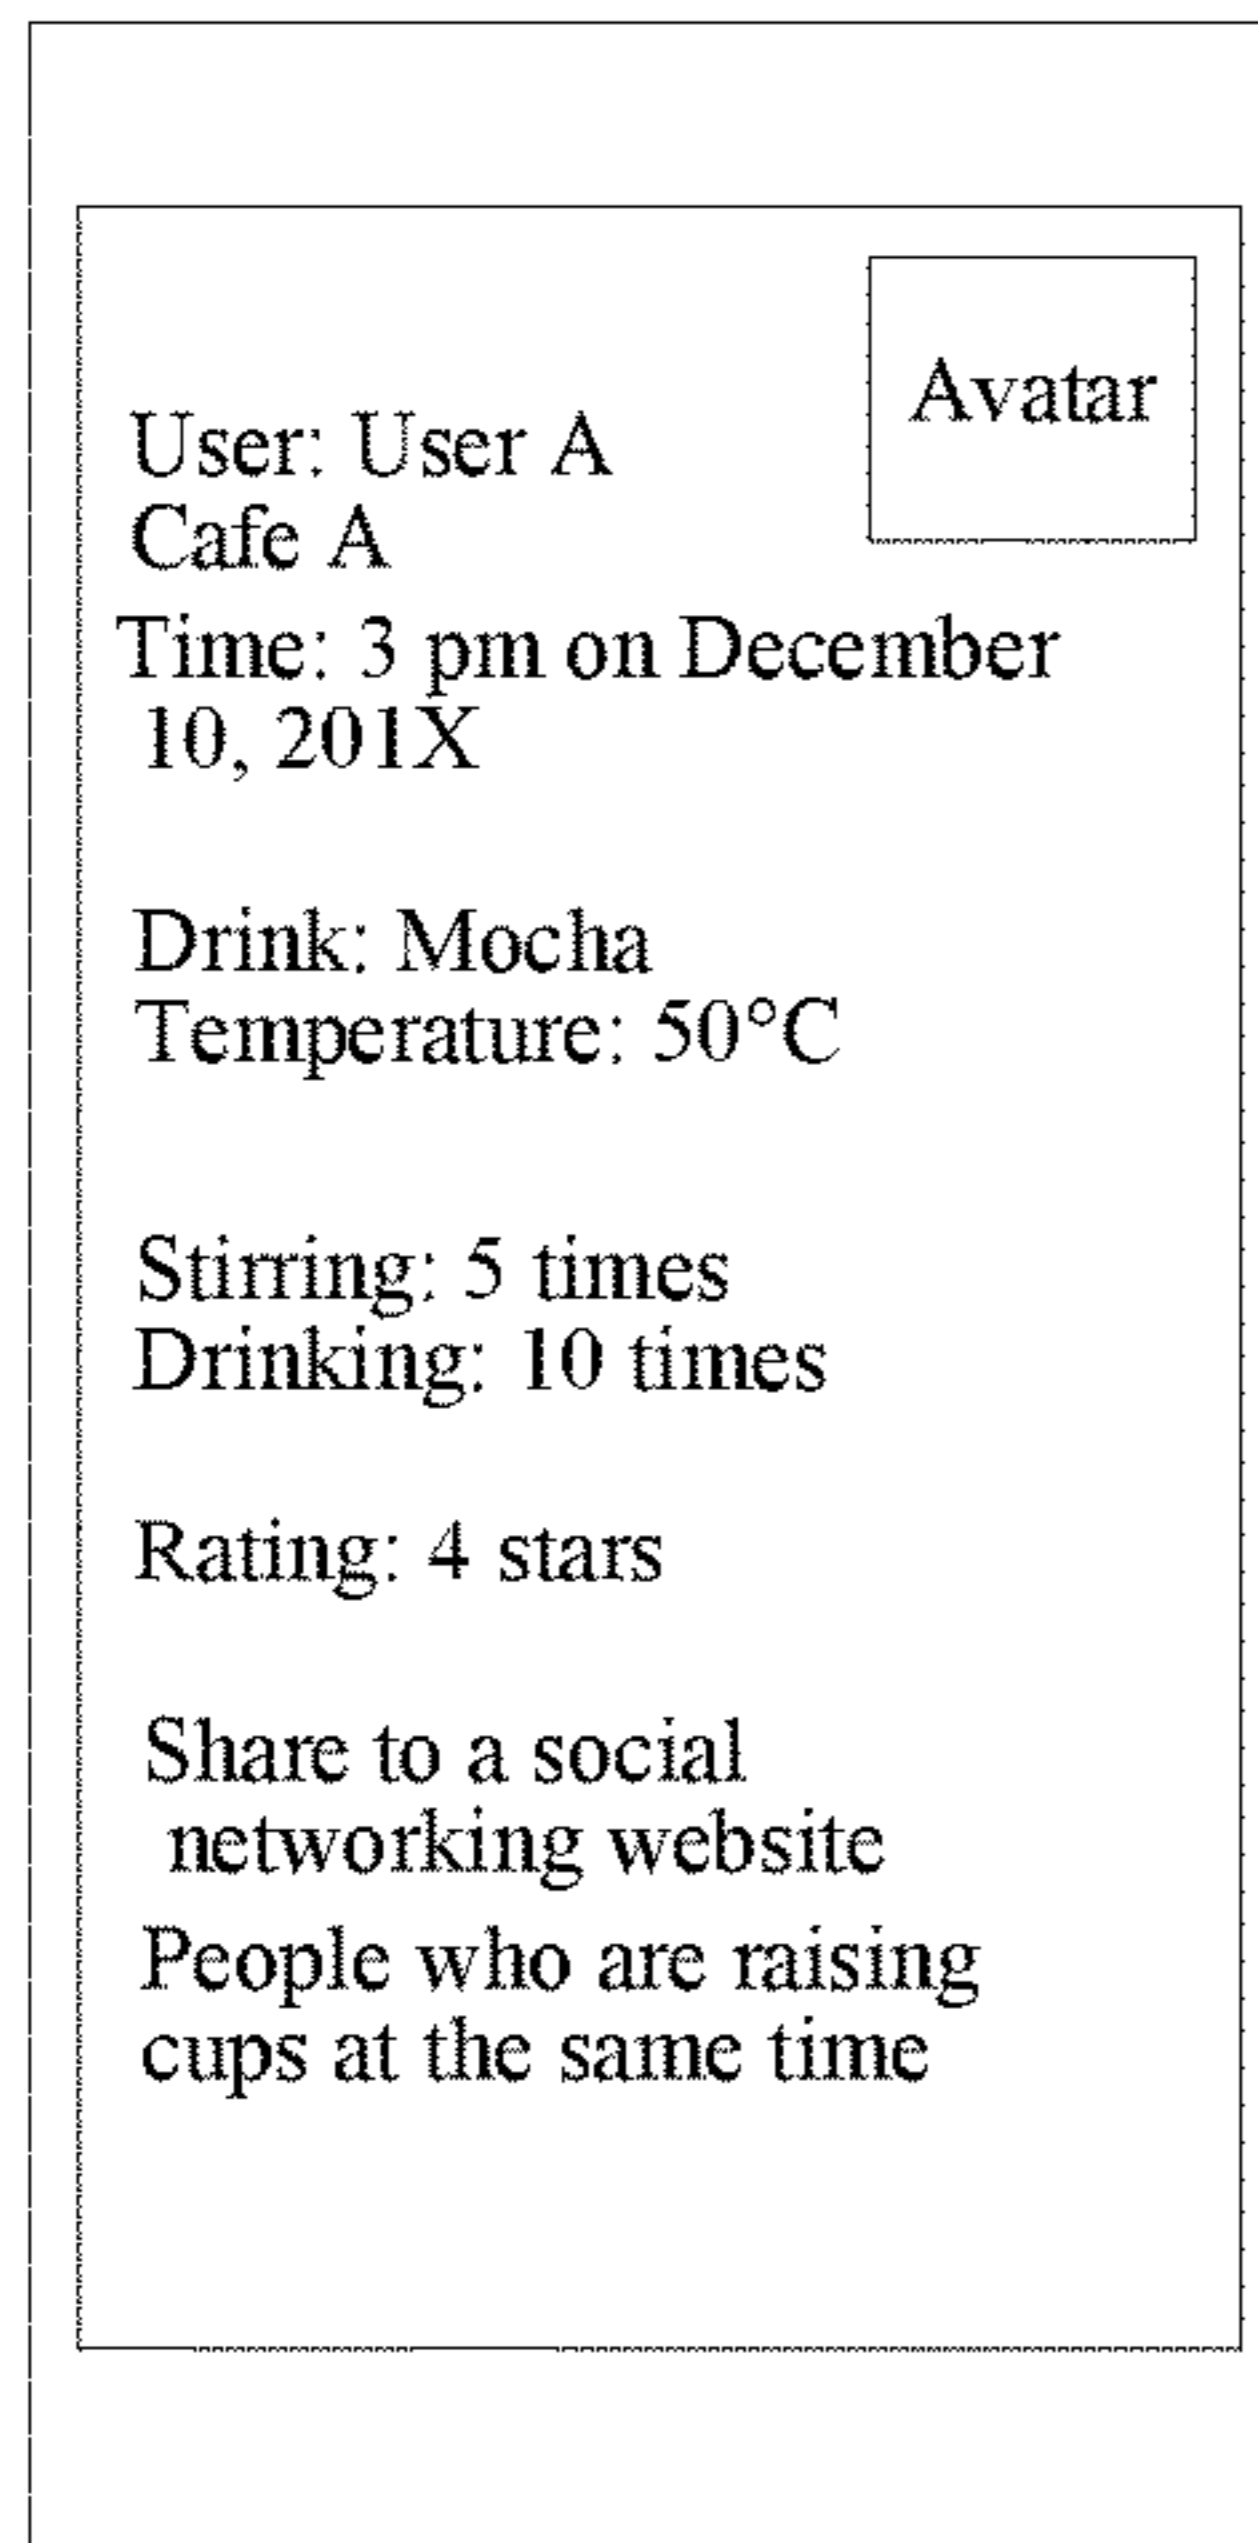 Avatar
User: User A
Cafe A
Time: 3 pm on December
10, 201X
Drink: Mocha
Temperature: 50°C
Stirring: 5 times
Drinking: 10 times
Rating: 4 stars
Share to a social
networking website
People who are raising
cups at the same time